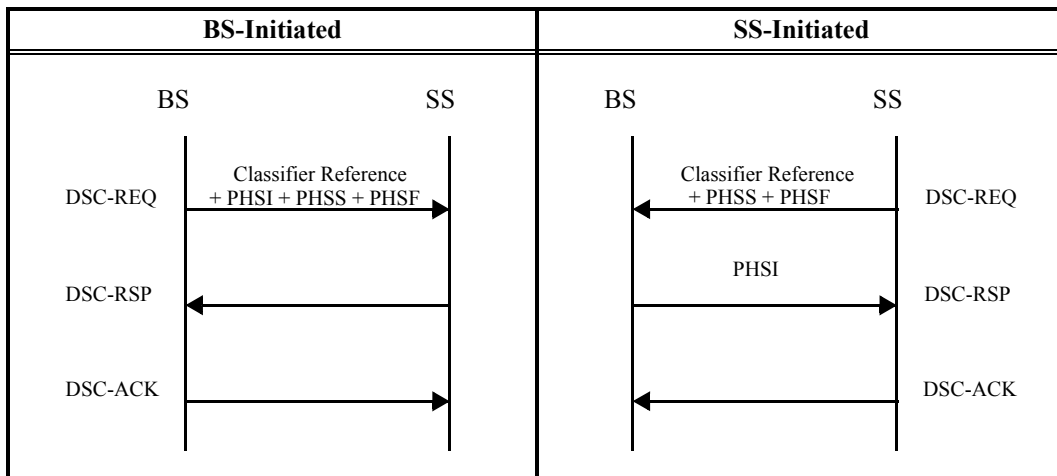 BS-Initiated
BS SS
Classifier Reference
DSC-REQ + PHSI + PHSS + PHSF
DSC-RSP
DSC-ACK
SS-Initiated
BS SS
Classifier Reference
+ PHSS + PHSF DSC-REQ
PHSI
DSC-RSP
DSC-ACK